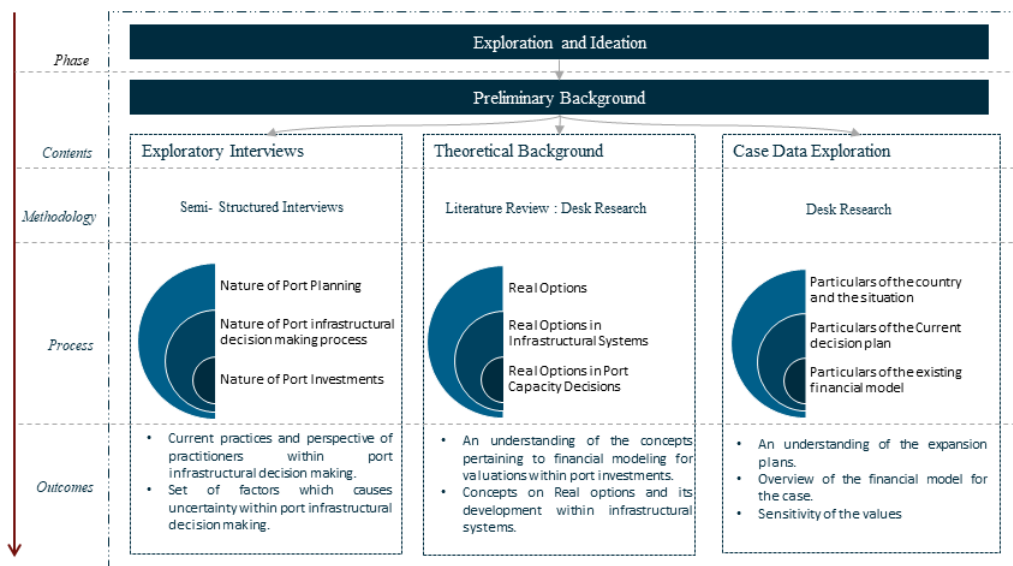 Phase
Exploration and Ideation
Preliminary Background
Contents
Exploratory Interviews
Theoretical Background
Case Data Exploration
Methodology
Semi- Structured Interviews
Literature Review : Desk Research
Desk Research
Process
Nature of Port Planning
Nature of Port infrastructural
decision making process
Nature of Port Investments
Real Options
Real Options in
Infrastructural Systems
Real Options in Port
Capacity Decisions
Particulars of the country
and the situation
Particulars of the Current
decision plan
Particulars of the existing
financial model
Outcomes
• Current practices and perspective of
practitioners within port
infrastructural decision making.
• Set of factors which causes
uncertainty within port infrastructural
decision making.
• An understanding of the concepts
pertaining to financial modeling for
valuations within port investments.
• Concepts on Real options and its
development within infrastructural
systems.
• An understanding of the expansion
plans.
• Overview of the financial model for
the case.
• Sensitivity of the values